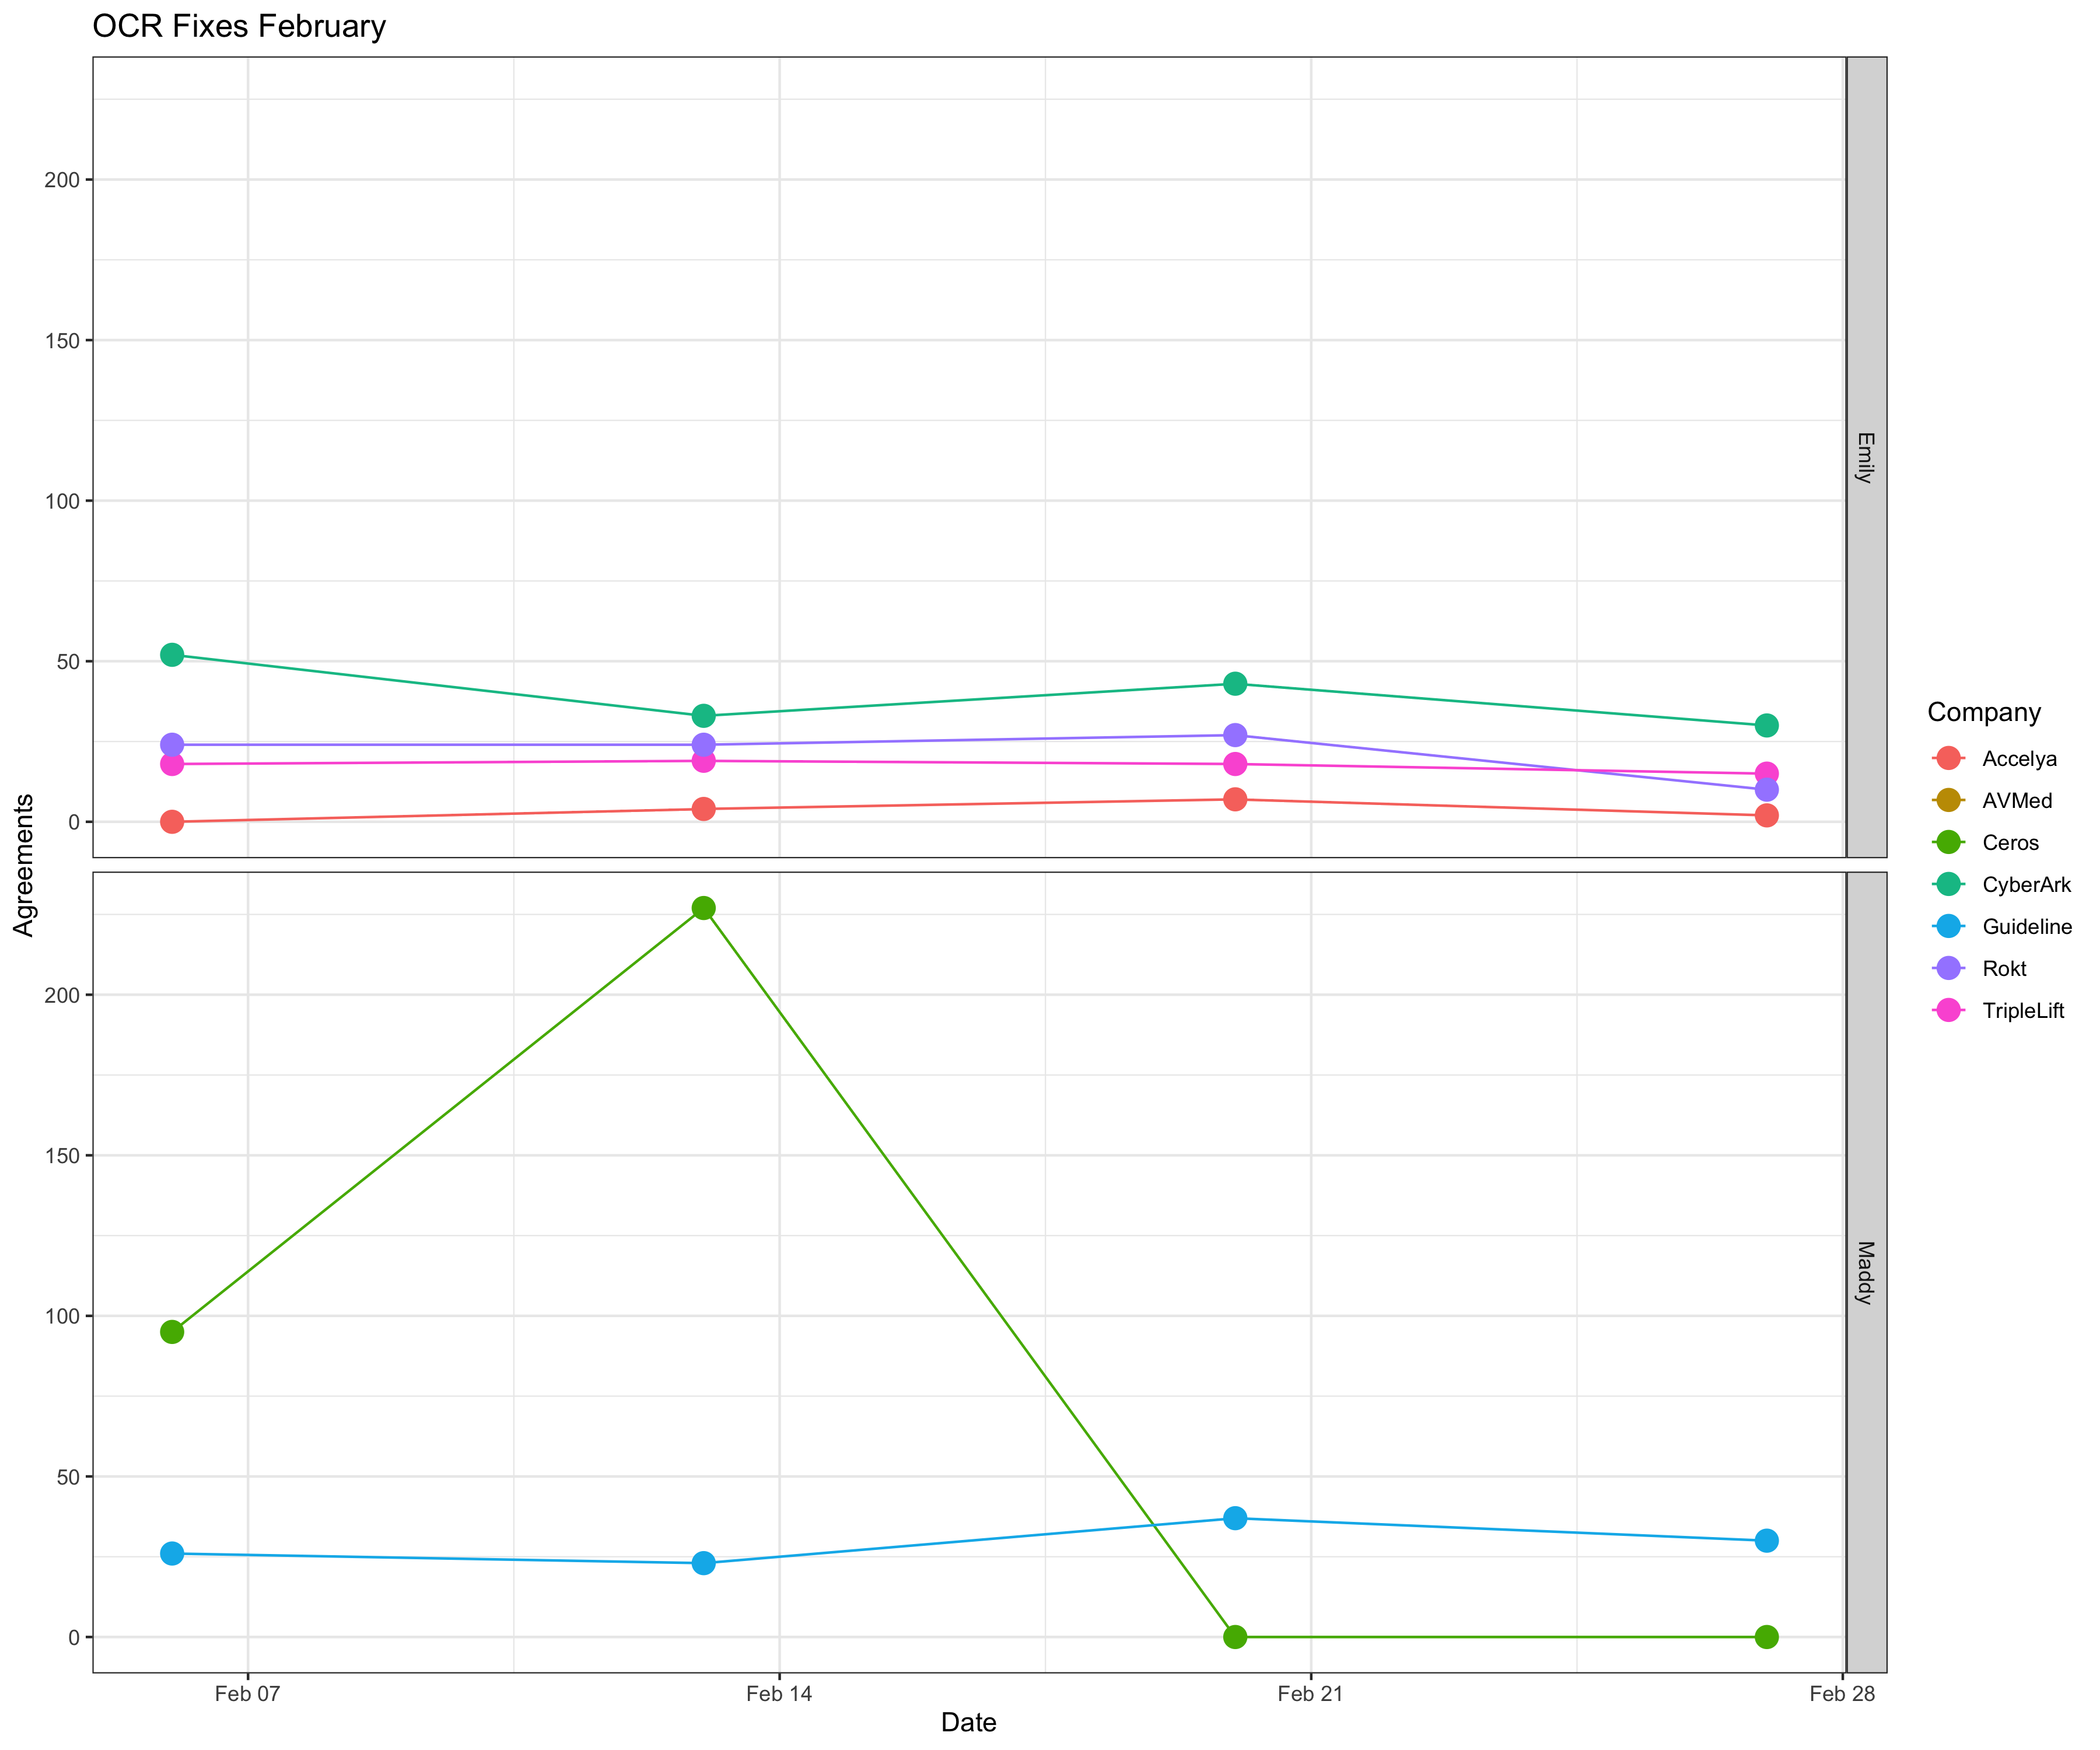 OCR Fixes February
200
150
100
50
0
Emily
200
150
100
50
0
Maddy
Agreements
Feb 07
Feb 14
Feb 21
Feb 28
Date
Company
Accelya
AVMed
Ceros
CyberArk
Guideline
Rokt
TripleLift